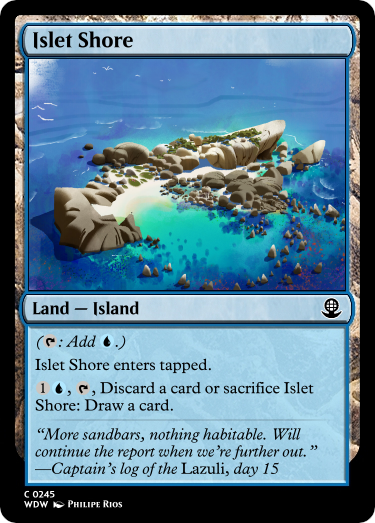 Islet Shore
Land — Island
(: Add .)
Islet Shore enters tapped.
1 , , Discard a card or sacrifice Islet
Shore: Draw a card.
“More sandbars, nothing habitable. Will
continue the report when we’re further out.”
—Captain’s log of the Lazuli, day 15
C 0245
WDW Philipe Rios